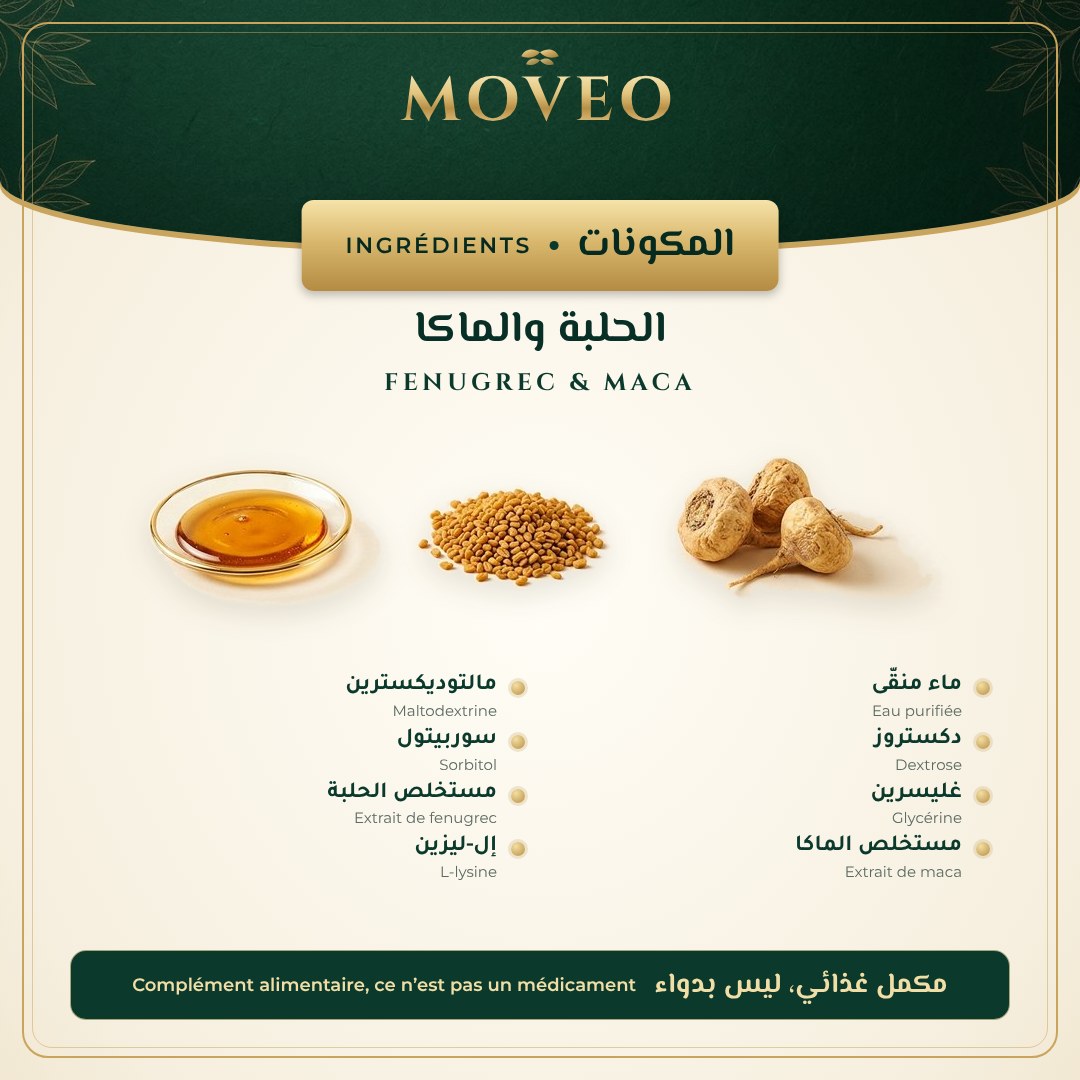 MOVEO
المكونات • INGRÉDIENTS
الحلبة والماكا
FENUGREC & MACA
ماء منقّى
Eau purifiée
دكستروز
Dextrose
غليسرين
Glycérine
مستخلص الماكا
Extrait de maca
مالتوديكسترين
Maltodextrine
سوربيتول
Sorbitol
مستخلص الحلبة
Extrait de fenugrec
إل-ليزين
L-lysine
مكمل غذائي، ليس بدواء Complément alimentaire, ce n’est pas un médicament